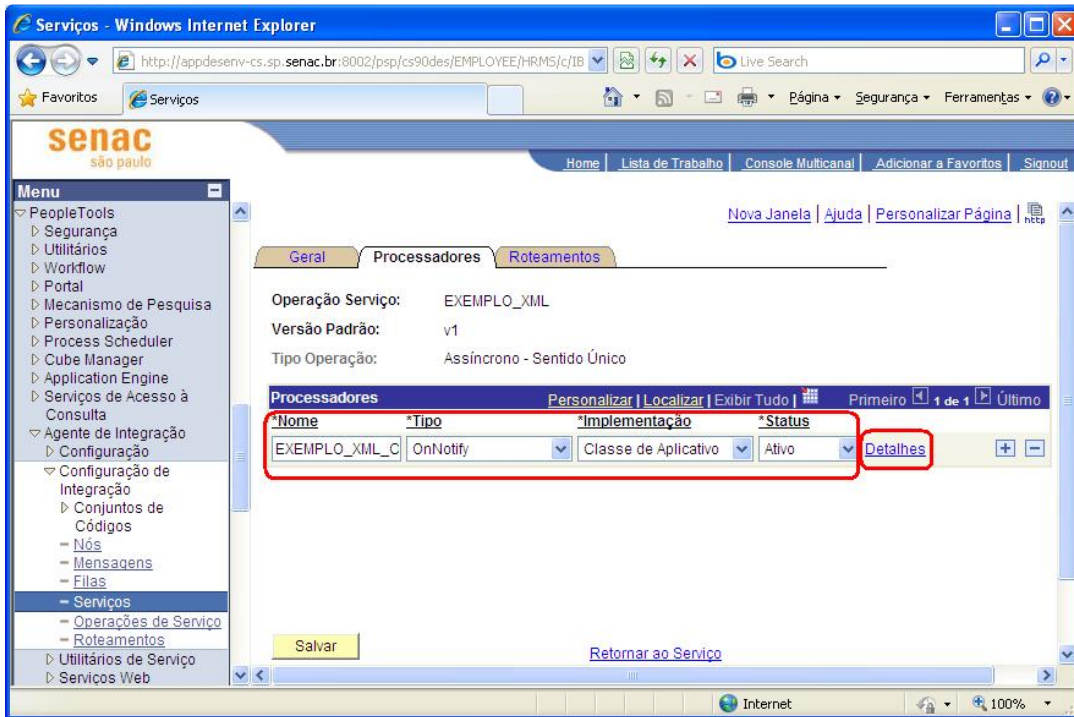 Serviços - Windows Internet Explorer
http://appdesenv-cs.sp.senac.br:8002/psp/cs90des/EMPLOYEE/HRMS/c/IB
Live Search
Favoritos
Serviços
Página
Segurança
Ferramentas
senac
são paulo
Home | Lista de Trabalho | Console Multicanal | Adicionar a Favoritos | Signout
Menu
PeopleTools
Segurança
Utilitários
Workflow
Portal
Mecanismo de Pesquisa
Personalização
Process Scheduler
Cube Manager
Application Engine
Serviços de Acesso à
Consulta
Agente de Integração
Configuração
Configuração de
Integração
Conjuntos de
Códigos
Nós
Mensagens
Filas
Serviços
Operações de Serviço
Roteamentos
Utilitários de Serviço
Serviços Web
Nova Janela | Ajuda | Personalizar Página | http
Geral
Processadores
Roteamentos
Operação Serviço: EXEMPLO_XML
Versão Padrão: v1
Tipo Operação: Assíncrono - Sentido Único
Processadores Personalizar | Localizar | Exibir Tudo | Primeiro 1 de 1 Último
*Nome *Tipo *Implementação *Status
EXEMPLO_XML_C OnNotify Classe de Aplicativo Ativo Detalhes
Salvar
Retornar ao Serviço
Internet
100%